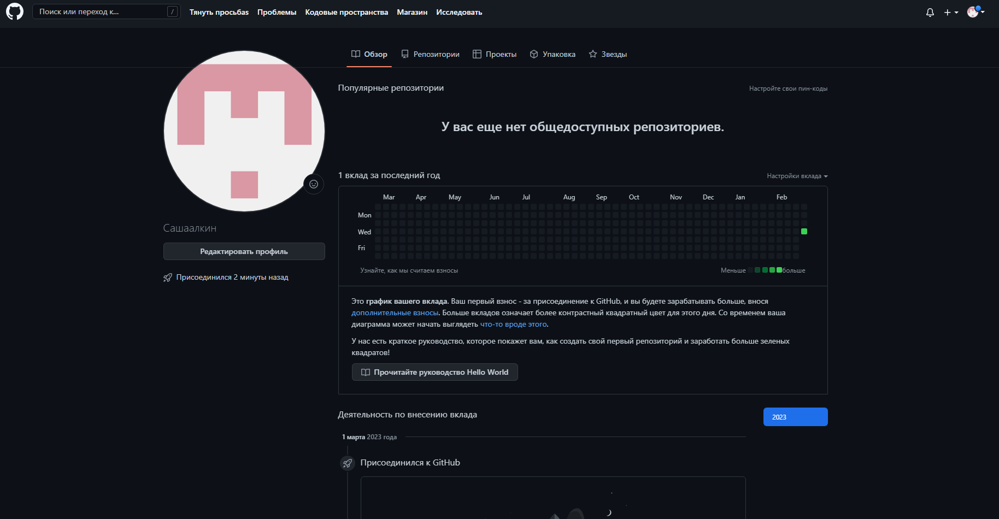 Поиск или переход к...
/
Тянуть просьбас Проблемы Кодовые пространства Магазин Исследовать
Обзор Репозитории Проекты Упаковка Звезды
Популярные репозитории
Настройте свои пин-коды
У вас еще нет общедоступных репозиториев.
1 вклад за последний год
Настройки вклада
Mar Apr May Jun Jul Aug Sep Oct Nov Dec Jan Feb
Mon
Wed
Fri
Узнайте, как мы считаем взносы
Меньше больше
Сашаалкин
Редактировать профиль
Присоединился 2 минуты назад
Это график вашего вклада. Ваш первый взнос - за присоединение к GitHub, и вы будете зарабатывать больше, внося
дополнительные взносы. Больше вкладов означает более контрастный квадратный цвет для этого дня. Со временем ваша
диаграмма может начать выглядеть что-то вроде этого.
У нас есть краткое руководство, которое покажет вам, как создать свой первый репозиторий и заработать больше зеленых
квадратов!
Прочитайте руководство Hello World
Деятельность по внесению вклада
2023
1 марта 2023 года
Присоединился к GitHub